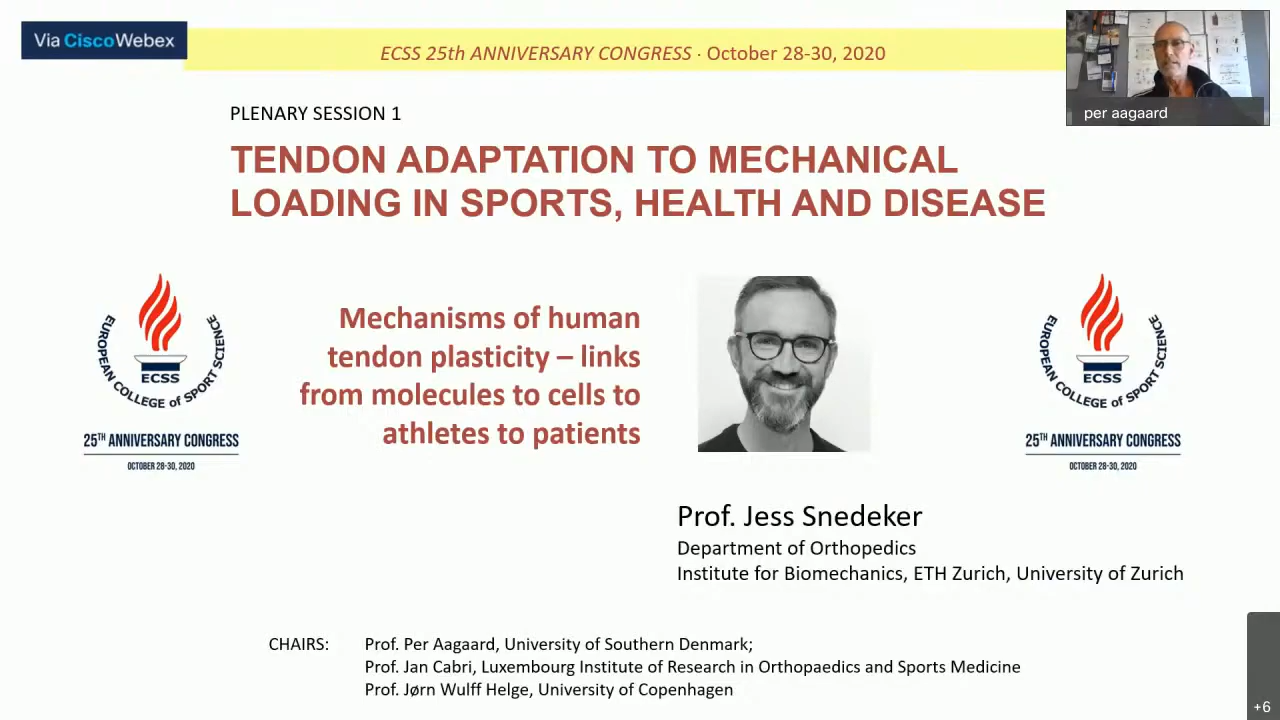 Via CiscoWebex
ECSS 25th ANNIVERSARY CONGRESS · October 28-30, 2020
per aagaard
PLENARY SESSION 1
TENDON ADAPTATION TO MECHANICAL
LOADING IN SPORTS, HEALTH AND DISEASE
EUROPEAN COLLEGE of SPORT SCIENCE
ECSS
25TH ANNIVERSARY CONGRESS
OCTOBER 28-30, 2020
Mechanisms of human
tendon plasticity – links
from molecules to cells to
athletes to patients
EUROPEAN COLLEGE of SPORT SCIENCE
ECSS
25TH ANNIVERSARY CONGRESS
OCTOBER 28-30, 2020
Prof. Jess Snedeker
Department of Orthopedics
Institute for Biomechanics, ETH Zurich, University of Zurich
CHAIRS: Prof. Per Aagaard, University of Southern Denmark;
Prof. Jan Cabri, Luxembourg Institute of Research in Orthopaedics and Sports Medicine
Prof. Jørn Wulff Helge, University of Copenhagen
+6